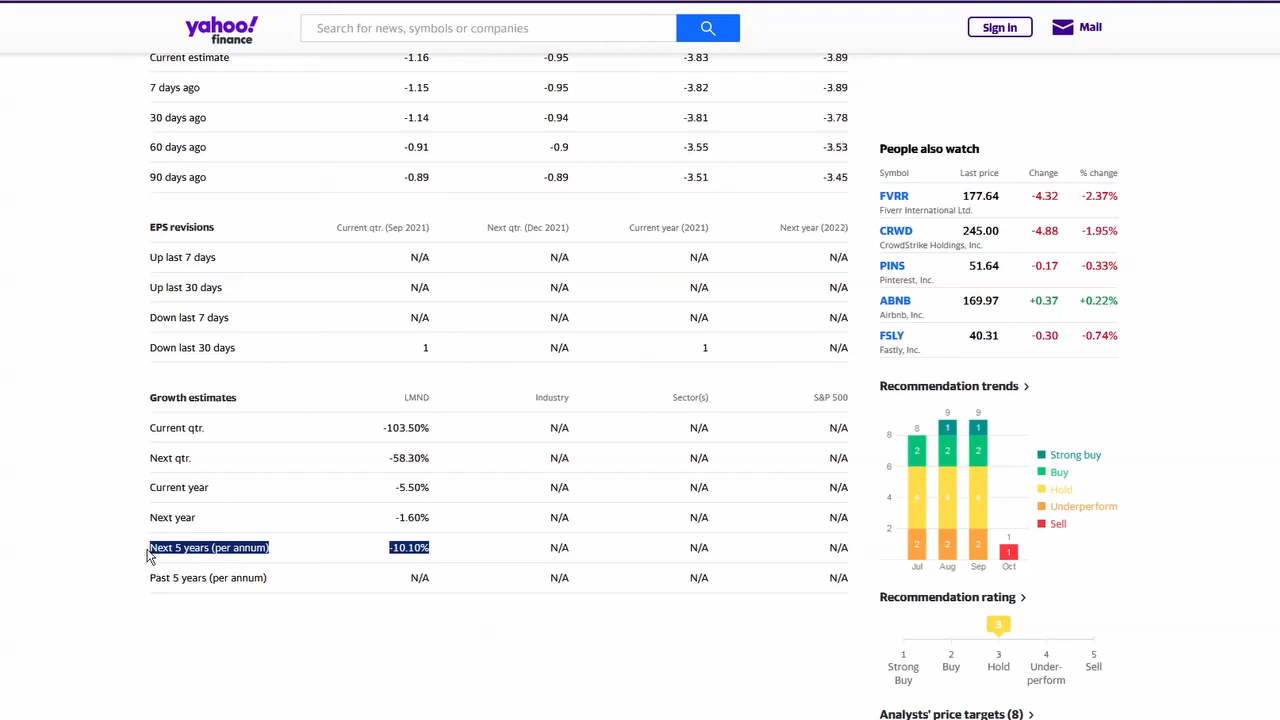 yahoo!
finance
Search for news, symbols or companies
Sign in
Mail
Current estimate -1.16 -0.95 -3.83 -3.89
7 days ago -1.15 -0.95 -3.82 -3.89
30 days ago -1.14 -0.94 -3.81 -3.78
60 days ago -0.91 -0.9 -3.55 -3.53
90 days ago -0.89 -0.89 -3.51 -3.45
EPS revisions Current qtr. (Sep 2021) Next qtr. (Dec 2021) Current year (2021) Next year (2022)
Up last 7 days N/A N/A N/A N/A
Up last 30 days N/A N/A N/A N/A
Down last 7 days N/A N/A N/A N/A
Down last 30 days 1 N/A 1 N/A
Growth estimates LMND Industry Sector(s) S&P 500
Current qtr. -103.50% N/A N/A N/A
Next qtr. -58.30% N/A N/A N/A
Current year -5.50% N/A N/A N/A
Next year -1.60% N/A N/A N/A
Next 5 years (per annum) -10.10% N/A N/A N/A
Past 5 years (per annum) N/A N/A N/A N/A
People also watch
Symbol Last price Change % change
FVRR 177.64 -4.32 -2.37%
Fiverr International Ltd.
CRWD 245.00 -4.88 -1.95%
CrowdStrike Holdings, Inc.
PINS 51.64 -0.17 -0.33%
Pinterest, Inc.
ABNB 169.97 +0.37 +0.22%
Airbnb, Inc.
FSLY 40.31 -0.30 -0.74%
Fastly, Inc.
Recommendation trends >
8 9 9 1
8 6 4 2
1 1
2 2 2
4 4 4
2 2 2 1
Jul Aug Sep Oct
Strong buy
Buy
Hold
Underperform
Sell
Recommendation rating >
3
1 2 3 4 5
Strong Buy Hold Under- Sell
Buy perform
Analysts' price targets (8) >